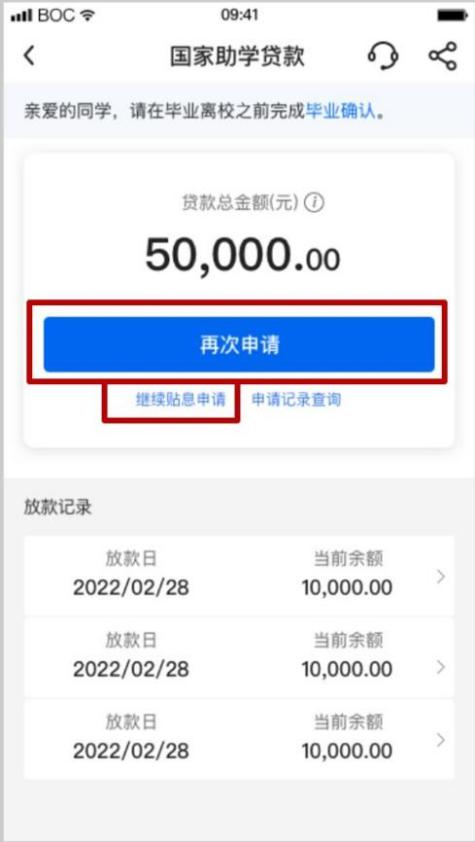 BOC 09:41
国家助学贷款
亲爱的同学，请在毕业离校之前完成毕业确认。
贷款总金额(元) i
50,000.00
再次申请
继续贴息申请 申请记录查询
放款记录
放款日 当前余额
2022/02/28 10,000.00
放款日 当前余额
2022/02/28 10,000.00
放款日 当前余额
2022/02/28 10,000.00